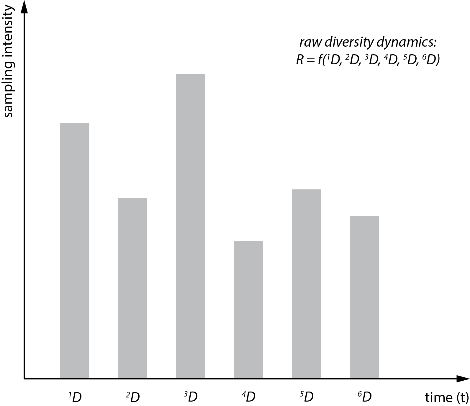 sampling intensity
raw diversity dynamics:
R = f(¹D, ²D, ³D, ⁴D, ⁵D, ⁶D)
¹D ²D ³D ⁴D ⁵D ⁶D time (t)